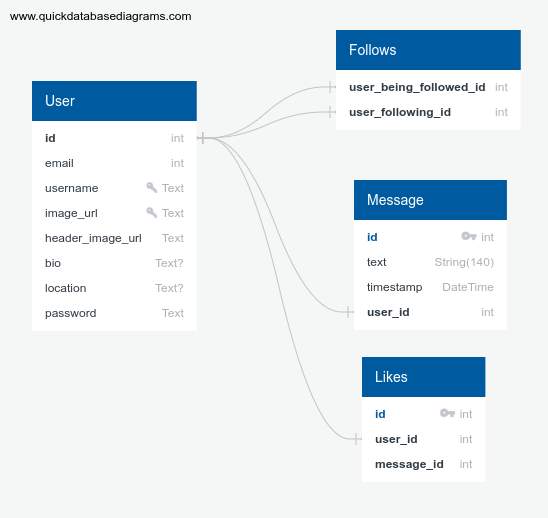 www.quickdatabasediagrams.com
User
id int
email int
username Text
image_url Text
header_image_url Text
bio Text?
location Text?
password Text
Follows
user_being_followed_id int
user_following_id int
Message
id int
text String(140)
timestamp DateTime
user_id int
Likes
id int
user_id int
message_id int